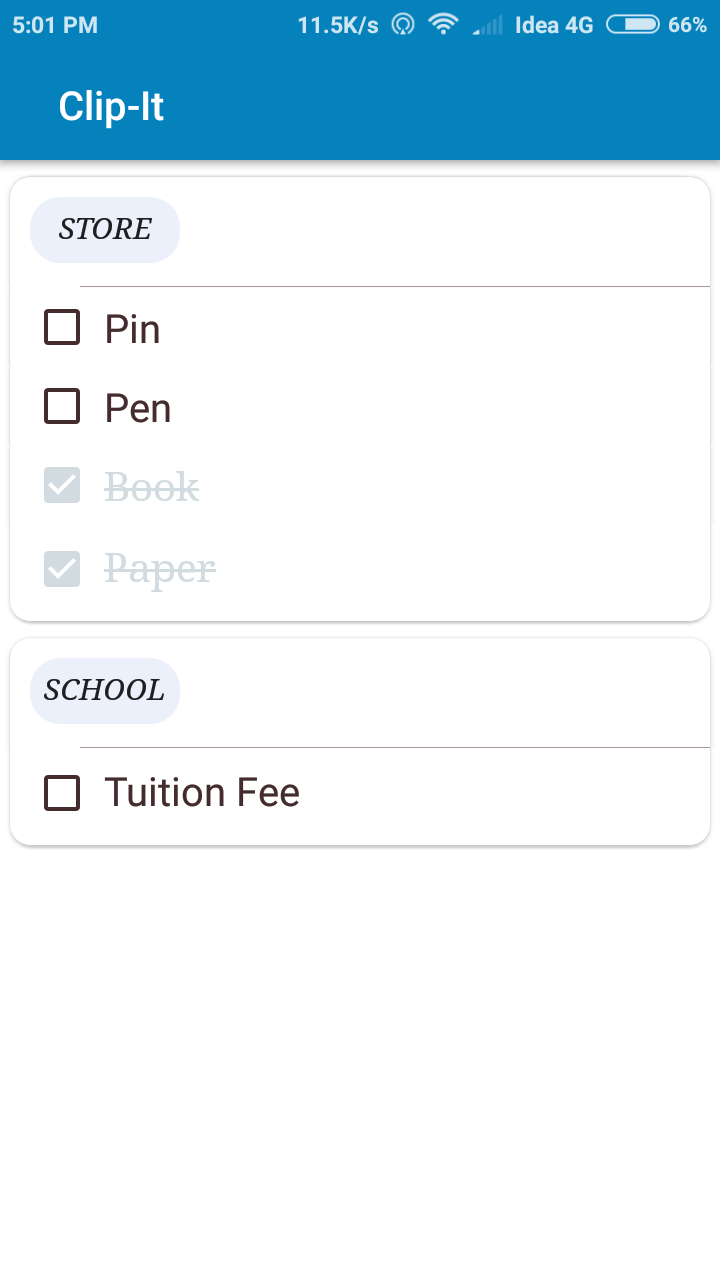 5:01 PM 11.5K/s Idea 4G 66%
Clip-It
STORE
Pin
Pen
Book
Paper
SCHOOL
Tuition Fee